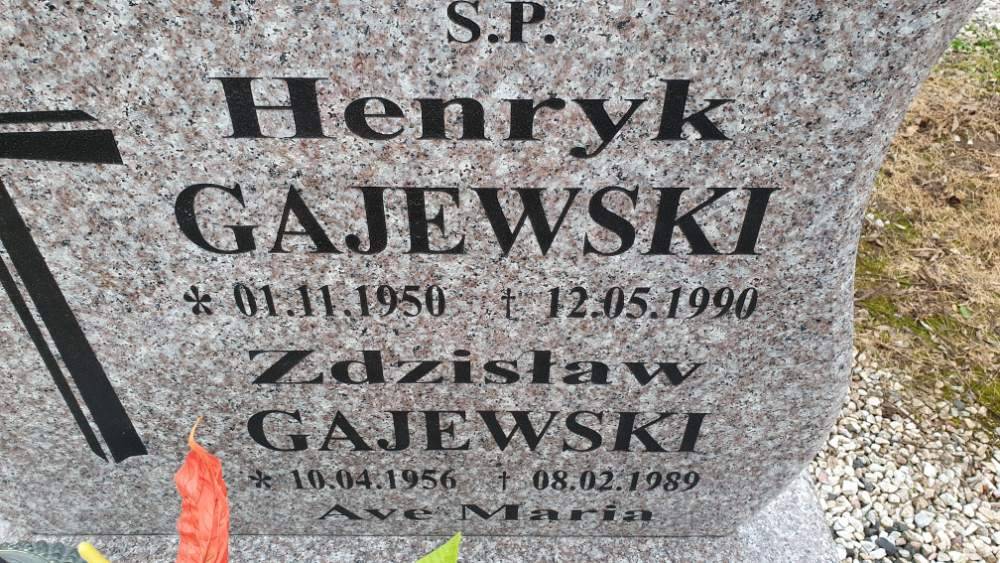 S.P.
Henryk
GAJEWSKI
* 01.11.1950 † 12.05.1990
Zdzisław
GAJEWSKI
* 10.04.1956 † 08.02.1989
Ave Maria